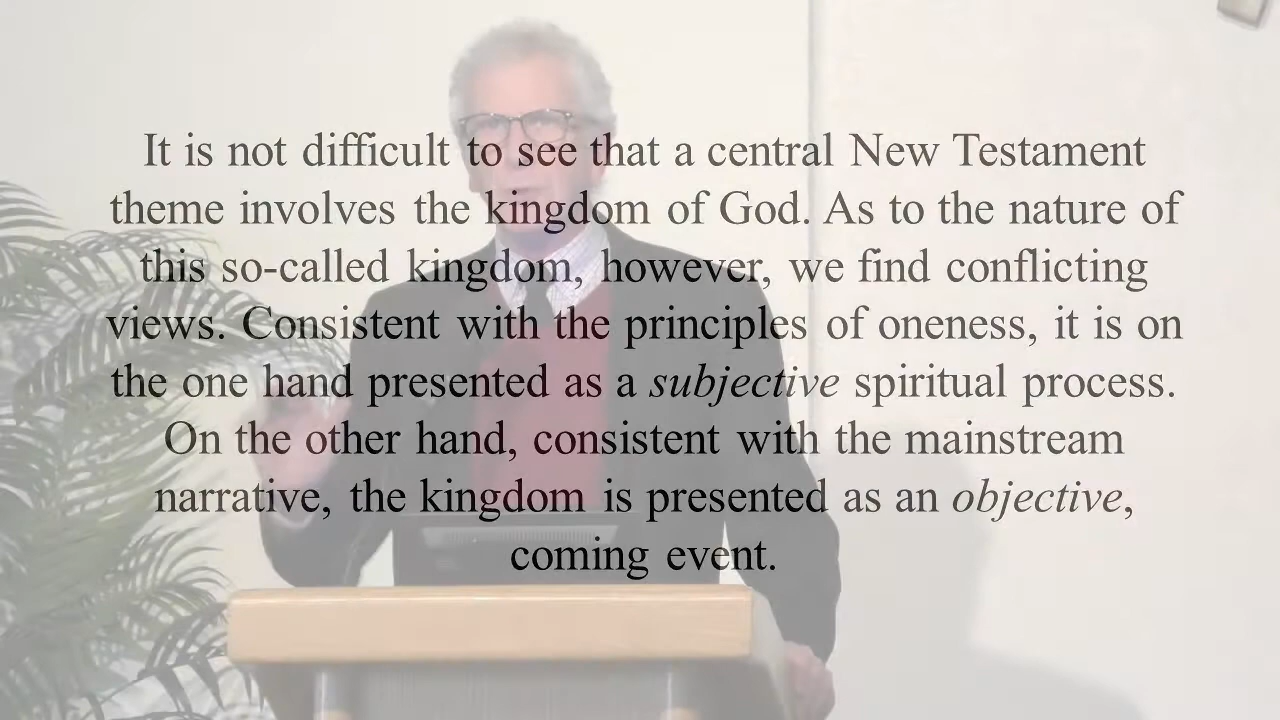 It is not difficult to see that a central New Testament
theme involves the kingdom of God. As to the nature of
this so-called kingdom, however, we find conflicting
views. Consistent with the principles of oneness, it is on
the one hand presented as a subjective spiritual process.
On the other hand, consistent with the mainstream
narrative, the kingdom is presented as an objective,
coming event.